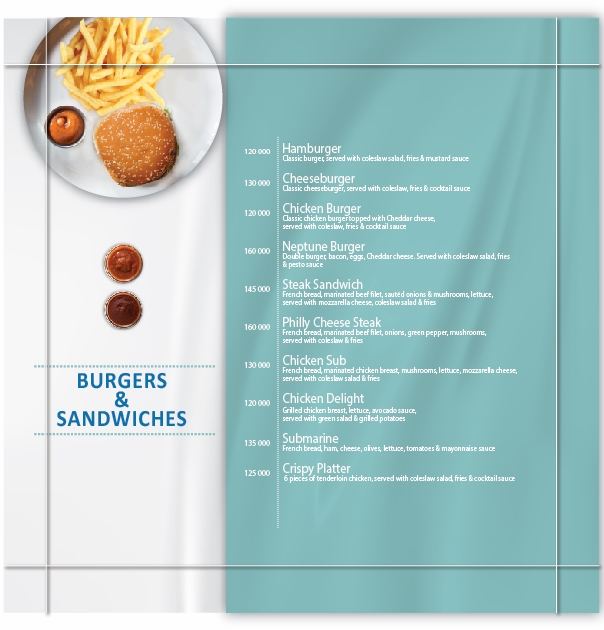 120 000 Hamburger
Classic burger, served with coleslaw salad, fries & mustard sauce
130 000 Cheeseburger
Classic cheeseburger, served with coleslaw, fries & cocktail sauce
120 000 Chicken Burger
Classic chicken burger topped with Cheddar cheese,
served with coleslaw, fries & cocktail sauce
160 000 Neptune Burger
Double burger, bacon, eggs, Cheddar cheese. Served with coleslaw salad, fries
& pesto sauce
145 000 Steak Sandwich
French bread, marinated beef filet, sautéd onions & mushrooms, lettuce,
served with mozzarella cheese, coleslaw salad & fries
160 000 Philly Cheese Steak
French bread, marinated beef filet, onions, green pepper, mushrooms,
served with coleslaw & fries
130 000 Chicken Sub
French bread, marinated chicken breast, mushrooms, lettuce, mozzarella cheese,
served with coleslaw salad & fries
120 000 Chicken Delight
Grilled chicken breast, lettuce, avocado sauce,
served with green salad & grilled potatoes
135 000 Submarine
French bread, ham, cheese, olives, lettuce, tomatoes & mayonnaise sauce
125 000 Crispy Platter
6 pieces of tenderloin chicken, served with coleslaw salad, fries & cocktail sauce
BURGERS
&
SANDWICHES